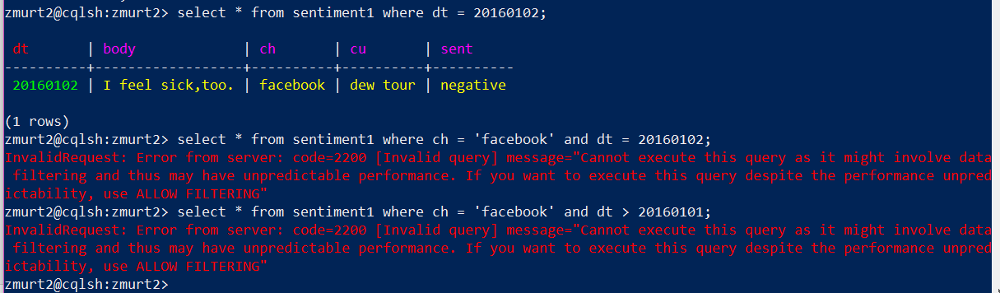 zmurt2@cqlsh:zmurt2> select * from sentiment1 where dt = 20160102;
 dt       | body             | ch       | cu       | sent
----------+------------------+----------+----------+----------
 20160102 | I feel sick,too. | facebook | dew tour | negative
(1 rows)
zmurt2@cqlsh:zmurt2> select * from sentiment1 where ch = 'facebook' and dt = 20160102;
InvalidRequest: Error from server: code=2200 [Invalid query] message="Cannot execute this query as it might involve data
 filtering and thus may have unpredictable performance. If you want to execute this query despite the performance unpred
ictability, use ALLOW FILTERING"
zmurt2@cqlsh:zmurt2> select * from sentiment1 where ch = 'facebook' and dt > 20160101;
InvalidRequest: Error from server: code=2200 [Invalid query] message="Cannot execute this query as it might involve data
 filtering and thus may have unpredictable performance. If you want to execute this query despite the performance unpred
ictability, use ALLOW FILTERING"
zmurt2@cqlsh:zmurt2>